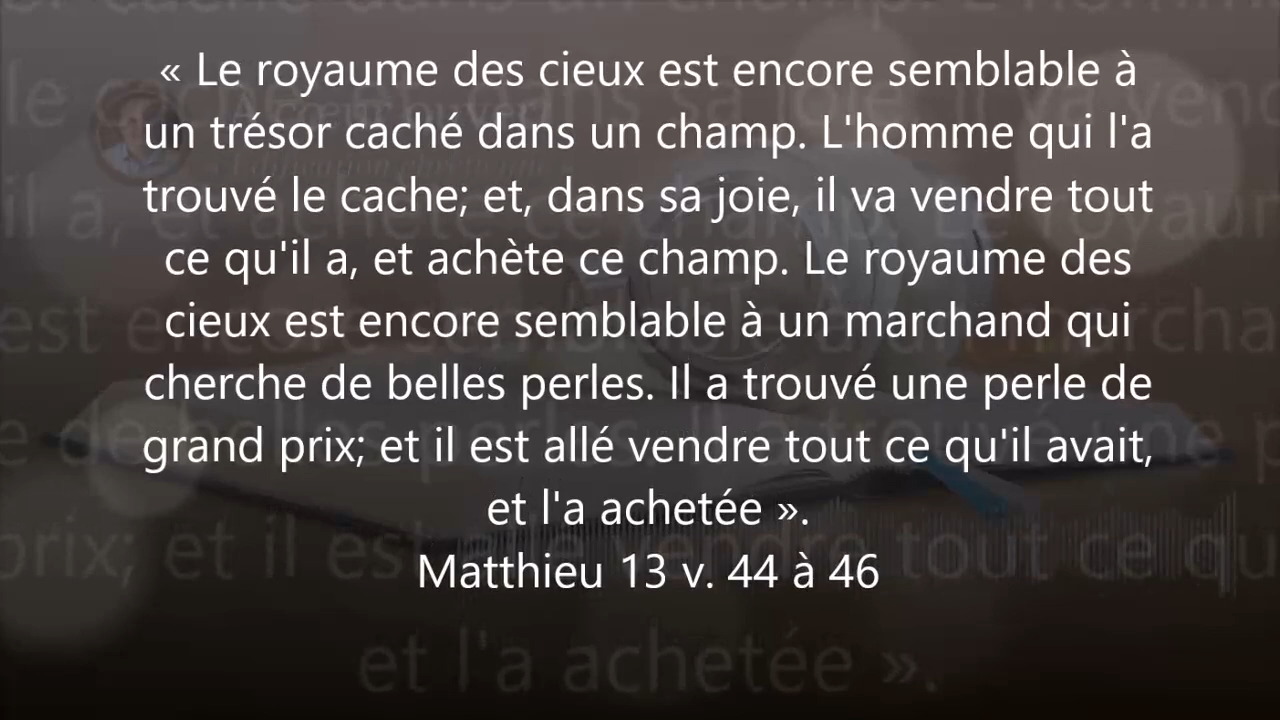 « Le royaume des cieux est encore semblable à
un trésor caché dans un champ. L'homme qui l'a
trouvé le cache; et, dans sa joie, il va vendre tout
ce qu'il a, et achète ce champ. Le royaume des
cieux est encore semblable à un marchand qui
cherche de belles perles. Il a trouvé une perle de
grand prix; et il est allé vendre tout ce qu'il avait,
et l'a achetée ».
Matthieu 13 v. 44 à 46
et l'a achetée ».